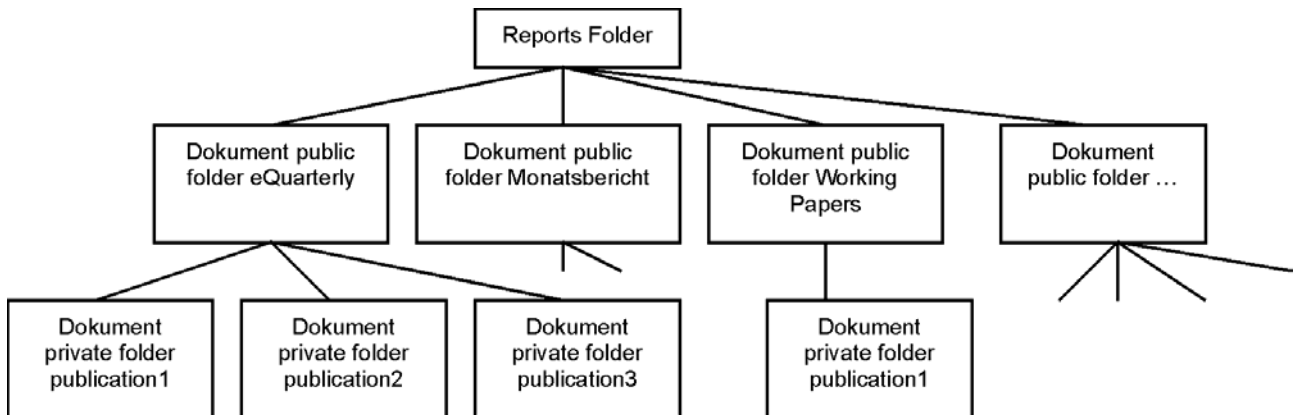 Reports Folder
Dokument public
folder eQuarterly
Dokument public
folder Monatsbericht
Dokument public
folder Working
Papers
Dokument
public folder ...
Dokument
private folder
publication1
Dokument
private folder
publication2
Dokument
private folder
publication3
Dokument
private folder
publication1